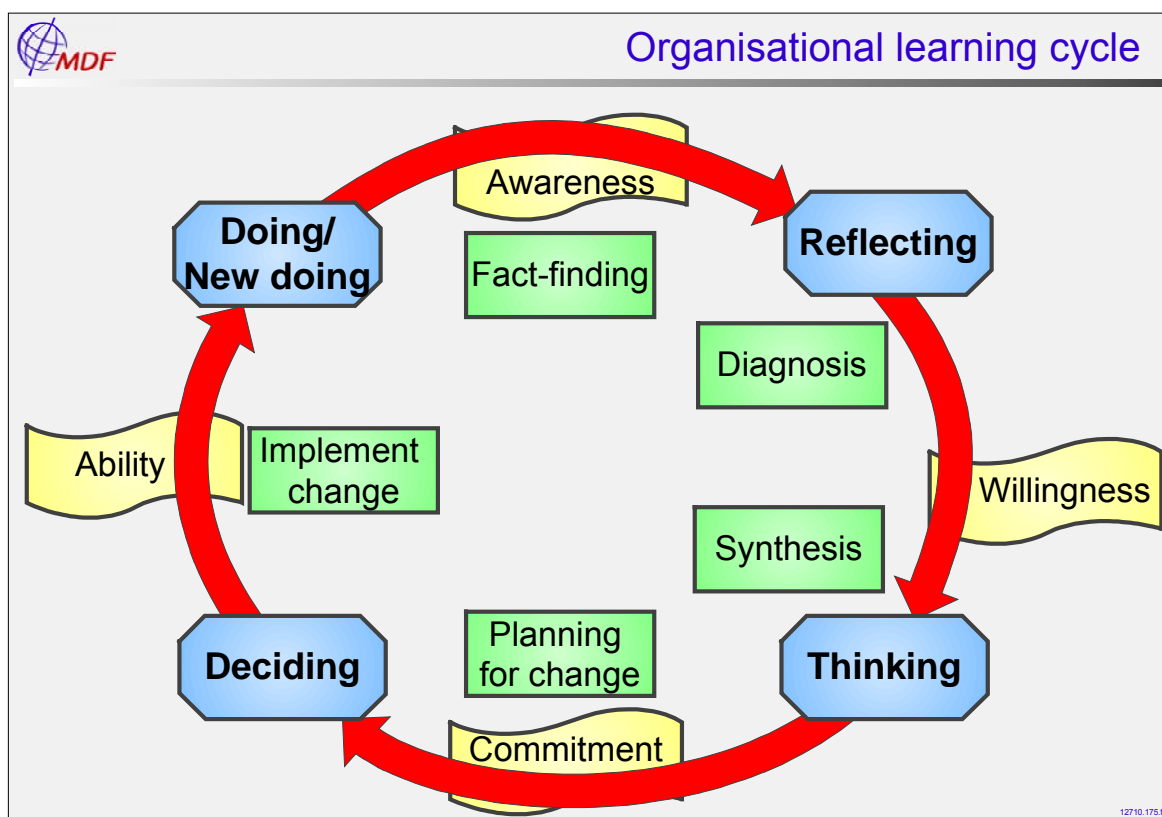 MDF
Organisational learning cycle
Awareness
Doing/
New doing
Reflecting
Fact-finding
Diagnosis
Ability
Implement
change
Willingness
Synthesis
Planning
for change
Deciding
Thinking
Commitment